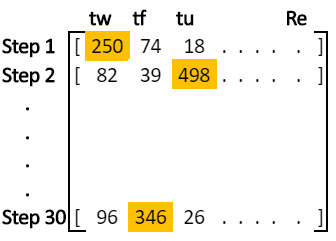 tw tf tu Re
Step 1 [ 250 74 18 . . . . . ]
Step 2 [ 82 39 498 . . . . . ]
.
.
.
.
Step 30 [ 96 346 26 . . . . . ]